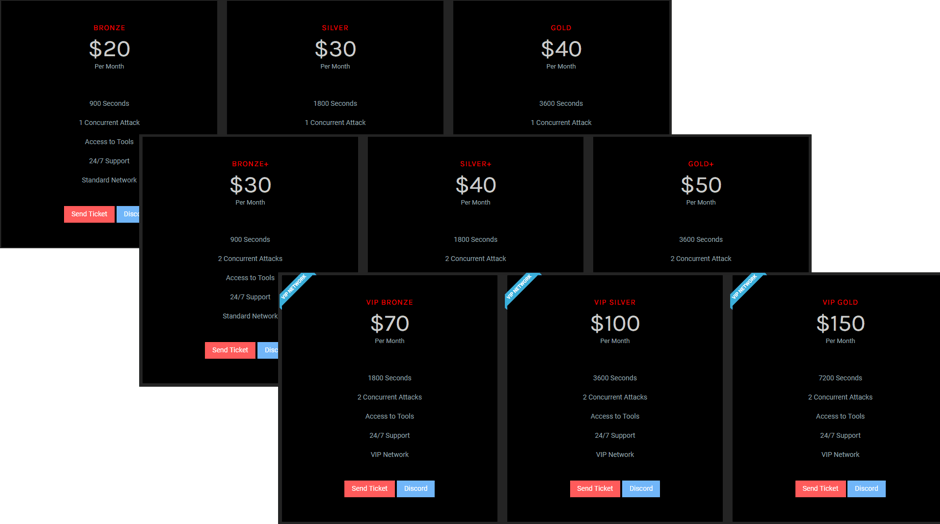 BRONZE
$20
Per Month
900 Seconds
1 Concurrent Attack
Access to Tools
24/7 Support
Standard Network
Send Ticket
SILVER
$30
Per Month
1800 Seconds
1 Concurrent Attack
GOLD
$40
Per Month
3600 Seconds
1 Concurrent Attack
BRONZE+
$30
Per Month
900 Seconds
2 Concurrent Attacks
Access to Tools
24/7 Support
Standard Network
Send Ticket
SILVER+
$40
Per Month
1800 Seconds
2 Concurrent Attack
GOLD+
$50
Per Month
3600 Seconds
2 Concurrent Attack
VIP NETWORK
VIP BRONZE
$70
Per Month
1800 Seconds
2 Concurrent Attacks
Access to Tools
24/7 Support
VIP Network
Send Ticket Discord
VIP NETWORK
VIP SILVER
$100
Per Month
3600 Seconds
2 Concurrent Attacks
Access to Tools
24/7 Support
VIP Network
Send Ticket Discord
VIP NETWORK
VIP GOLD
$150
Per Month
7200 Seconds
2 Concurrent Attacks
Access to Tools
24/7 Support
VIP Network
Send Ticket Discord